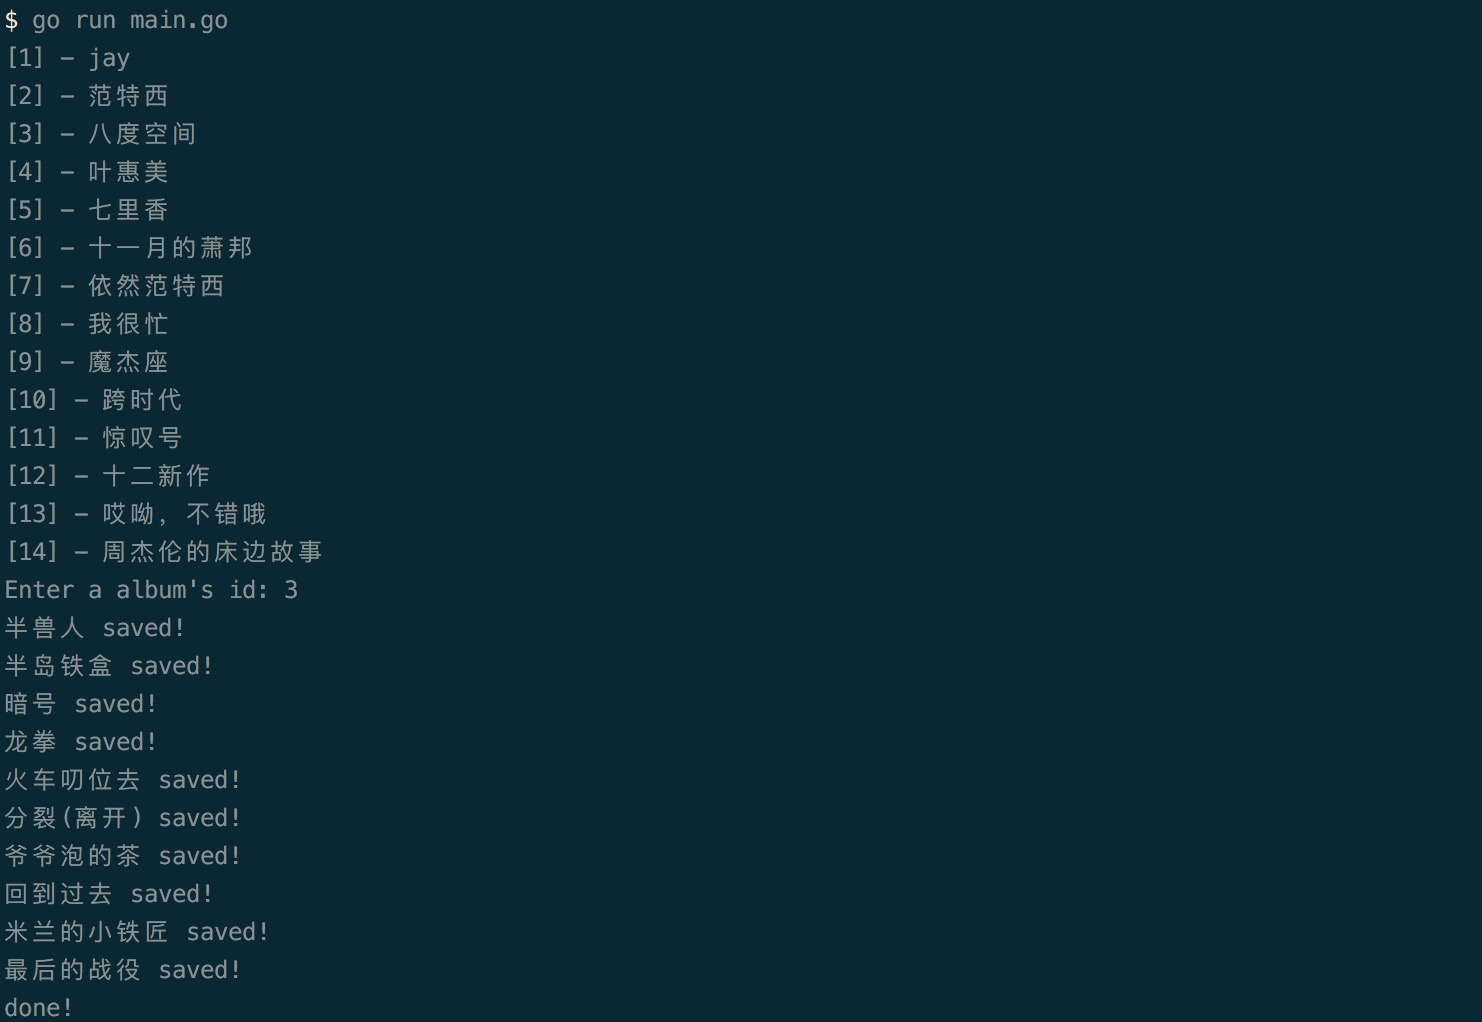 $ go run main.go
[1] – jay
[2] – 范特西
[3] – 八度空间
[4] – 叶惠美
[5] – 七里香
[6] – 十一月的萧邦
[7] – 依然范特西
[8] – 我很忙
[9] – 魔杰座
[10] – 跨时代
[11] – 惊叹号
[12] – 十二新作
[13] – 哎呦, 不错哦
[14] – 周杰伦的床边故事
Enter a album's id: 3
半兽人 saved!
半岛铁盒 saved!
暗号 saved!
龙拳 saved!
火车叨位去 saved!
分裂(离开) saved!
爷爷泡的茶 saved!
回到过去 saved!
米兰的小铁匠 saved!
最后的战役 saved!
done!